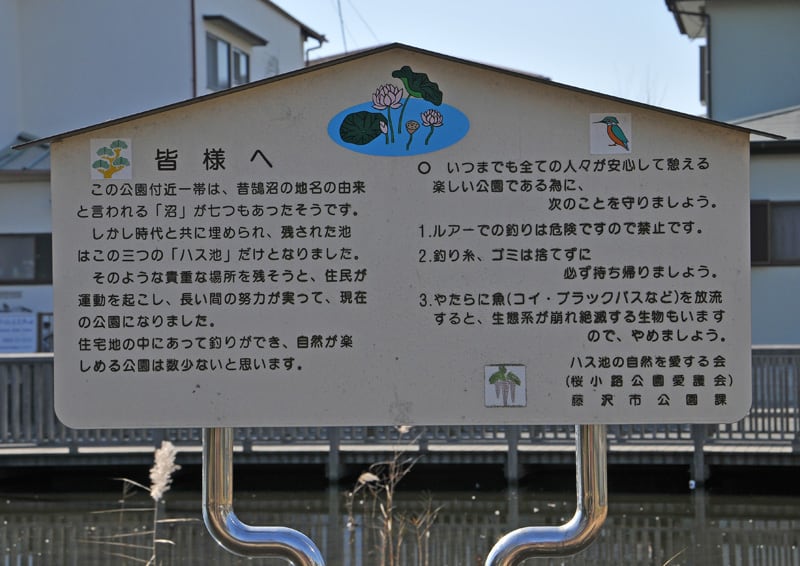 皆様へ
この公園付近一帯は、昔鵠沼の地名の由来
と言われる「沼」が七つもあったそうです。
しかし時代と共に埋められ、残された池
はこの三つの「ハス池」だけとなりました。
そのような貴重な場所を残そうと、住民が
運動を起こし、長い間の努力が実って、現在
の公園になりました。
住宅地の中にあって釣りができ、自然が楽
しめる公園は数少ないと思います。
○ いつまでも全ての人々が安心して憩える
楽しい公園である為に、
次のことを守りましょう。
1.ルアーでの釣りは危険ですので禁止です。
2.釣り糸、ゴミは捨てずに
必ず持ち帰りましょう。
3.やたらに魚(コイ・ブラックバスなど)を放流
すると、生態系が崩れ絶滅する生物もいます
ので、やめましょう。
ハス池の自然を愛する会
(桜小路公園愛護会)
藤沢市公園課